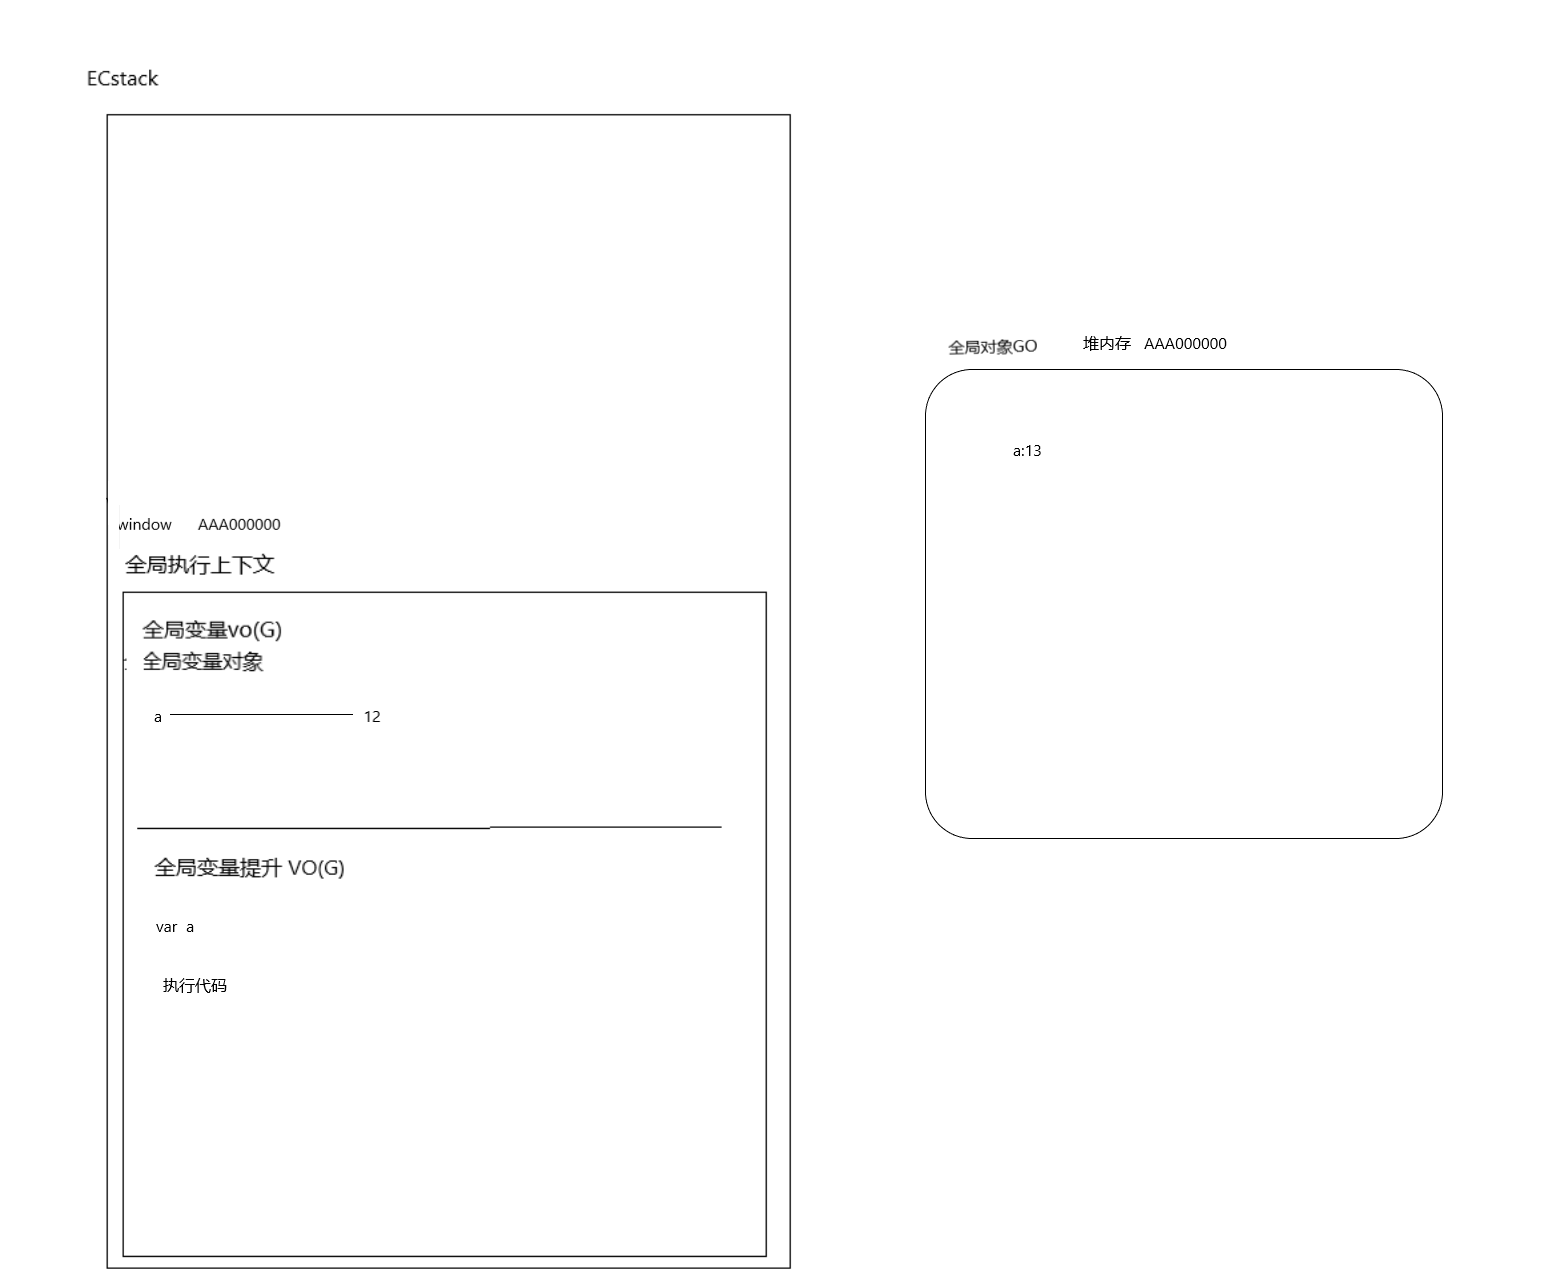 ECstack
window AAA000000
全局执行上下文
全局变量vo(G)
: 全局变量对象
a 12
全局变量提升 VO(G)
var a
执行代码
全局对象GO 堆内存 AAA000000
a:13